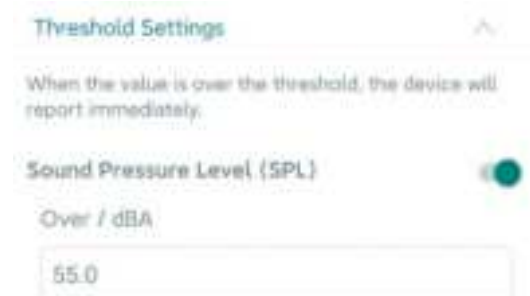 Threshold Settings
When the value is over the threshold, the device will
report immediately.
Sound Pressure Level (SPL)
Over / dBA
55.0